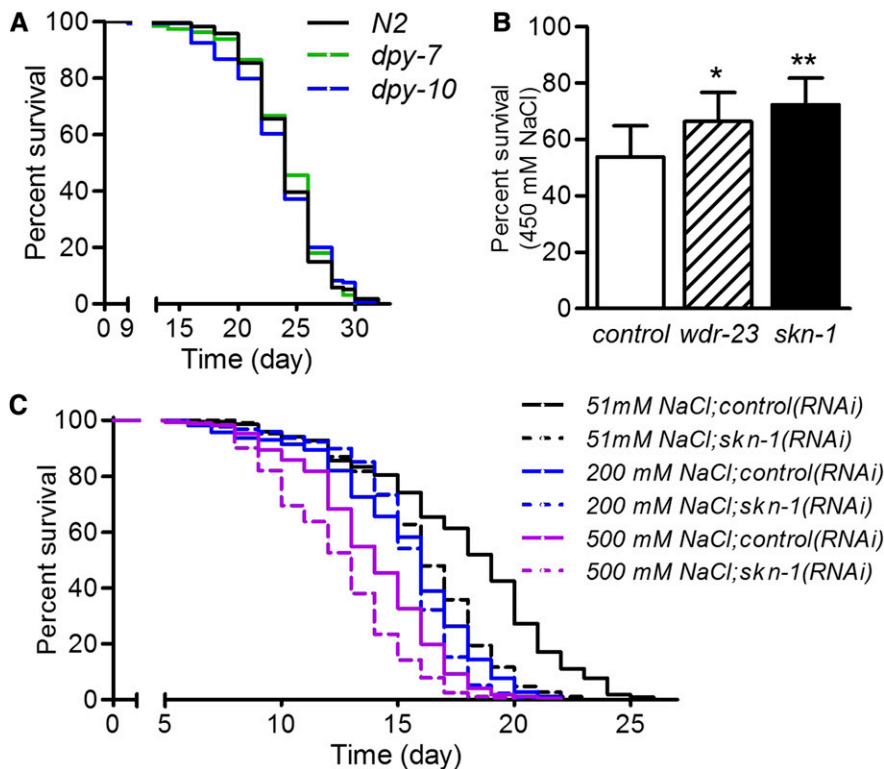 A
N2
dpy-7
dpy-10
Percent survival
100
80
60
40
20
0
0 9 15 20 25 30
Time (day)
B
Percent survival
(450 mM NaCl)
100
80
60
40
20
0
*
**
control wdr-23 skn-1
C
Percent survival
100
80
60
40
20
0
0 5 10 15 20 25
Time (day)
51mM NaCl;control(RNAi)
51mM NaCl;skn-1(RNAi)
200 mM NaCl;control(RNAi)
200 mM NaCl;skn-1(RNAi)
500 mM NaCl;control(RNAi)
500 mM NaCl;skn-1(RNAi)